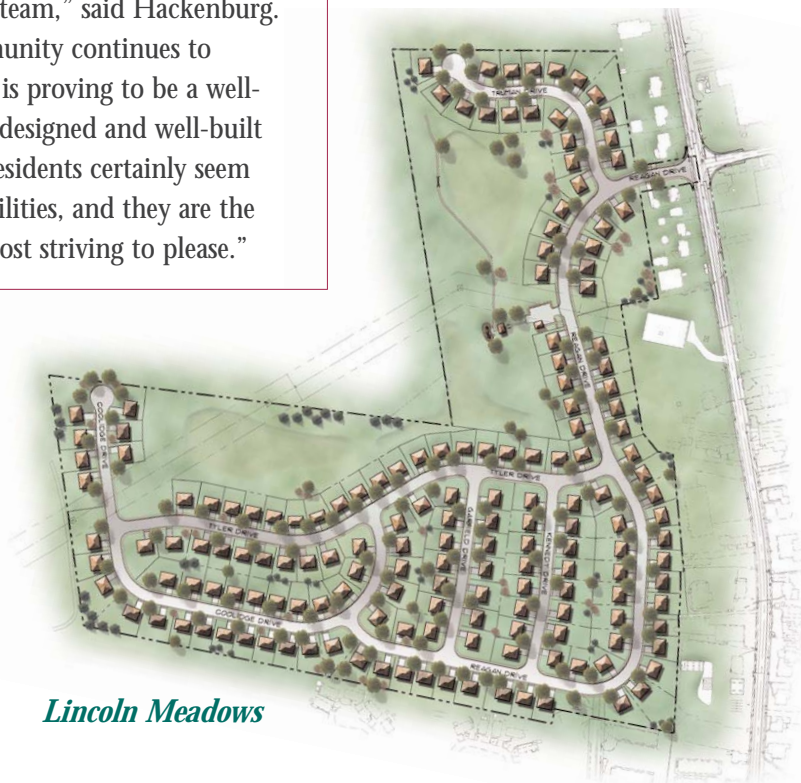 team,” said Hackenburg.
munity continues to
is proving to be a well-
designed and well-built
esidents certainly seem
ilities, and they are the
ost striving to please.”
TRUMAN DRIVE
REAGAN DRIVE
REAGAN DRIVE
COOLIDGE DRIVE
TYLER DRIVE
TYLER DRIVE
GARFIELD DRIVE
KENNEDY DRIVE
COOLIDGE DRIVE
REAGAN DRIVE
Lincoln Meadows